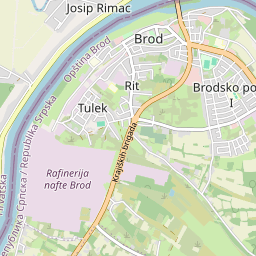 Josip Rimac
Brod
Opština Brod
Rit
Brodsko po
I
Tulek
Krajiških brigada
Rafinerija
nafte Brod
Hrvatska
Република Српска / Republika Srpska